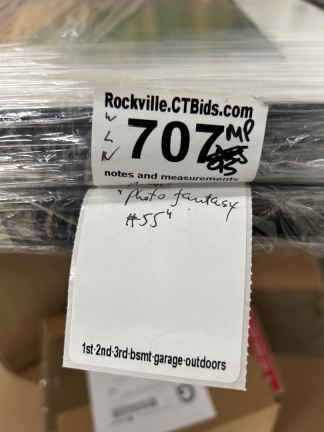 Rockville.CTBids.com
W
L
707 MP
notes and measurements
"Photo fantasy
#55"
1st·2nd·3rd·bsmt·garage·outdoors